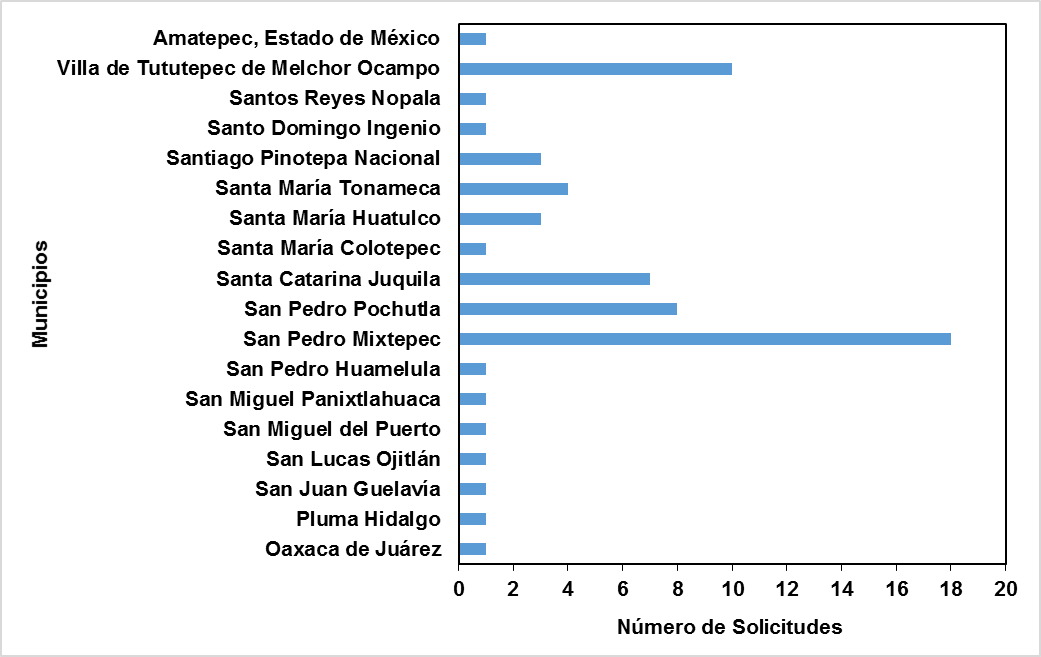 Amatepec, Estado de México
Villa de Tututepec de Melchor Ocampo
Santos Reyes Nopala
Santo Domingo Ingenio
Santiago Pinotepa Nacional
Santa María Tonameca
Santa María Huatulco
Santa María Colotepec
Santa Catarina Juquila
San Pedro Pochutla
San Pedro Mixtepec
San Pedro Huamelula
San Miguel Panixtlahuaca
San Miguel del Puerto
San Lucas Ojitlán
San Juan Guelavía
Pluma Hidalgo
Oaxaca de Juárez
Municipios
0 2 4 6 8 10 12 14 16 18 20
Número de Solicitudes